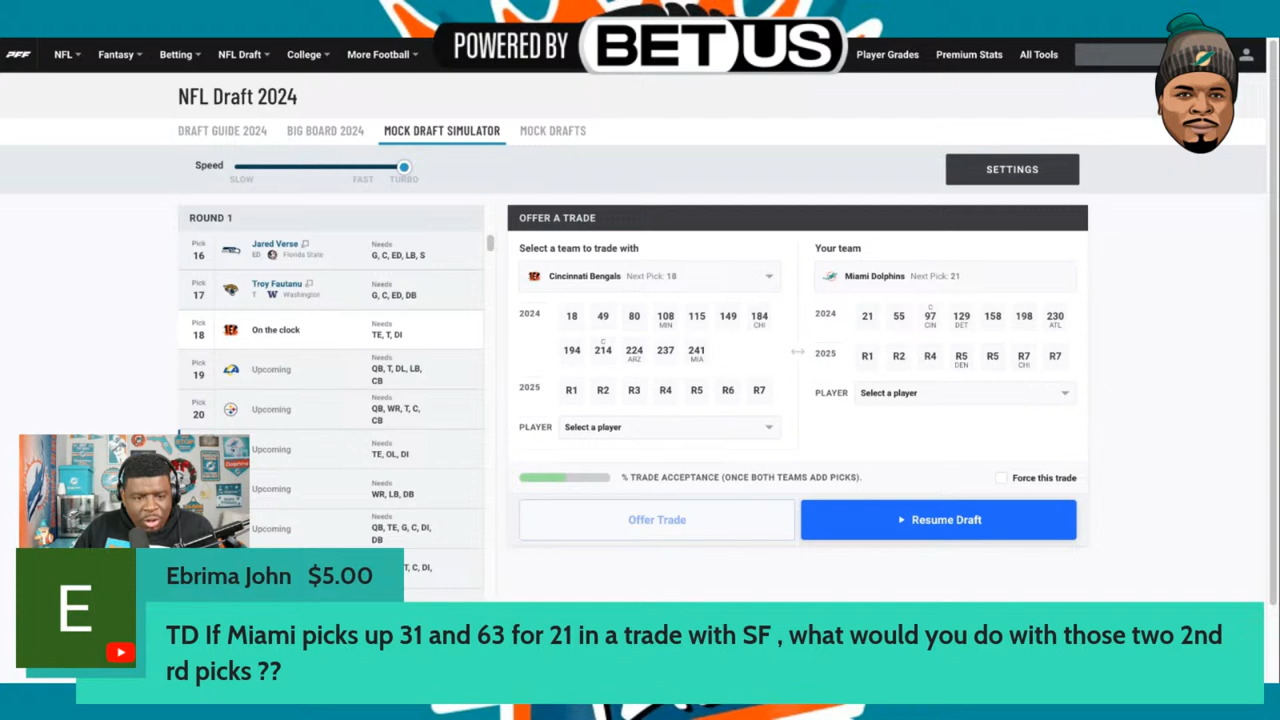 POWERED BY BETUS
PFF NFL Fantasy Betting NFL Draft College More Football Player Grades Premium Stats All Tools
NFL Draft 2024
DRAFT GUIDE 2024 BIG BOARD 2024 MOCK DRAFT SIMULATOR MOCK DRAFTS
Speed
SLOW FAST TURBO
SETTINGS
ROUND 1
Pick 16 Jared Verse ED Florida State Needs G, C, ED, LB, S
Pick 17 Troy Fautanu T W Washington Needs G, C, ED, DB
Pick 18 On the clock Needs TE, T, DI
Pick 19 Upcoming Needs QB, T, DL, LB, CB
Pick 20 Upcoming Needs QB, WR, T, C, CB
Upcoming Needs TE, OL, DI
Upcoming Needs WR, LB, DB
Upcoming Needs QB, TE, G, C, DI, DB
T, C, DI,
OFFER A TRADE
Select a team to trade with
Cincinnati Bengals Next Pick: 18
2024 18 49 80 108 MIN 115 149 184 CHI
194 C 214 224 ARZ 237 241 MIA
2025 R1 R2 R3 R4 R5 R6 R7
PLAYER Select a player
Your team
Miami Dolphins Next Pick: 21
2024 21 55 C 97 CIN 129 DET 158 198 230 ATL
2025 R1 R2 R4 R5 DEN R5 R7 CHI R7
PLAYER Select a player
% TRADE ACCEPTANCE (ONCE BOTH TEAMS ADD PICKS).
Force this trade
Offer Trade
Resume Draft
E
Ebrima John $5.00
TD If Miami picks up 31 and 63 for 21 in a trade with SF , what would you do with those two 2nd
rd picks ??